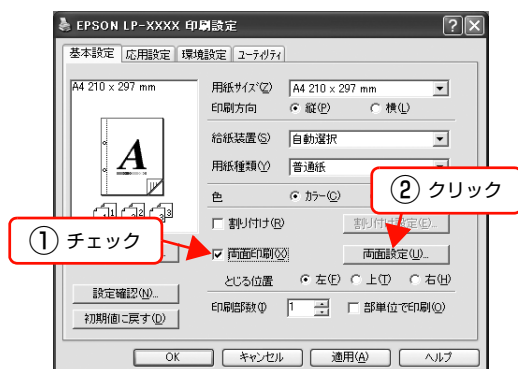 EPSON LP-XXXX 印刷設定
基本設定 応用設定 環境設定 ユーティリティ
A4 210 x 297 mm
用紙サイズ(Z) A4 210 x 297 mm
印刷方向 縦(P) 横(L)
給紙装置(S) 自動選択
用紙種類(Y) 普通紙
色 カラー(C)
② クリック
割り付け(R) 割り付け設定(E)...
① チェック
両面印刷(X) 両面設定(U)...
とじる位置 左(F) 上(T) 右(H)
設定確認(N)...
印刷部数(I) 1 部単位で印刷(O)
初期値に戻す(D)
OK キャンセル 適用(A) ヘルプ